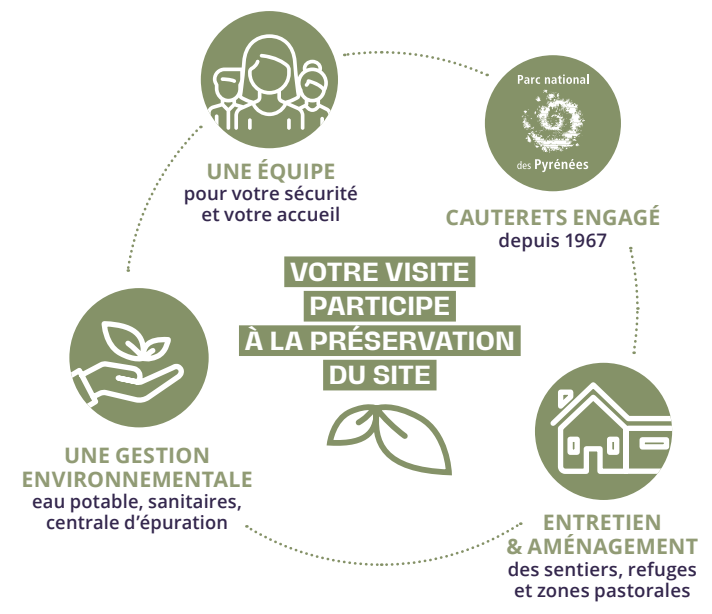 UNE ÉQUIPE
pour votre sécurité
et votre accueil
Parc national
des Pyrénées
CAUTERETS ENGAGÉ
depuis 1967
VOTRE VISITE
PARTICIPE
À LA PRÉSERVATION
DU SITE
UNE GESTION
ENVIRONNEMENTALE
eau potable, sanitaires,
centrale d'épuration
ENTRETIEN
& AMÉNAGEMENT
des sentiers, refuges
et zones pastorales